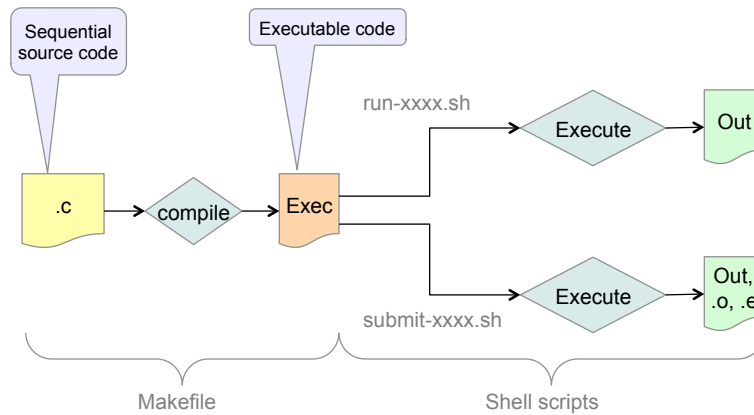 Sequential
source code
Executable code
run-xxxx.sh
Execute
Out
.c
compile
Exec
Execute
Out,
.o, .e
submit-xxxx.sh
Makefile
Shell scripts